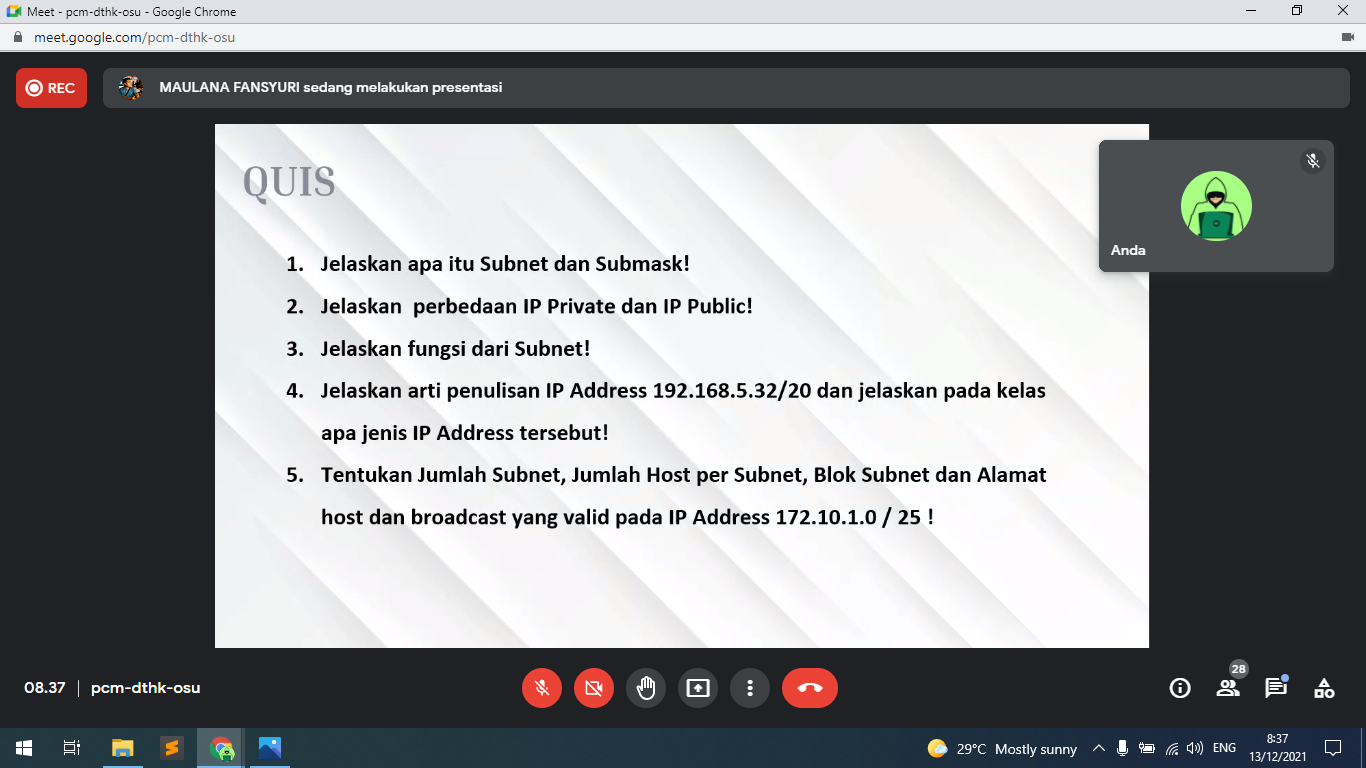 Meet - pcm-dthk-osu - Google Chrome
meet.google.com/pcm-dthk-osu
REC
MAULANA FANSYURI sedang melakukan presentasi
QUIS
1. Jelaskan apa itu Subnet dan Submask!
2. Jelaskan perbedaan IP Private dan IP Public!
3. Jelaskan fungsi dari Subnet!
4. Jelaskan arti penulisan IP Address 192.168.5.32/20 dan jelaskan pada kelas
apa jenis IP Address tersebut!
5. Tentukan Jumlah Subnet, Jumlah Host per Subnet, Blok Subnet dan Alamat
host dan broadcast yang valid pada IP Address 172.10.1.0 / 25 !
Anda
08.37 | pcm-dthk-osu
28
29°C Mostly sunny
ENG
8:37
13/12/2021